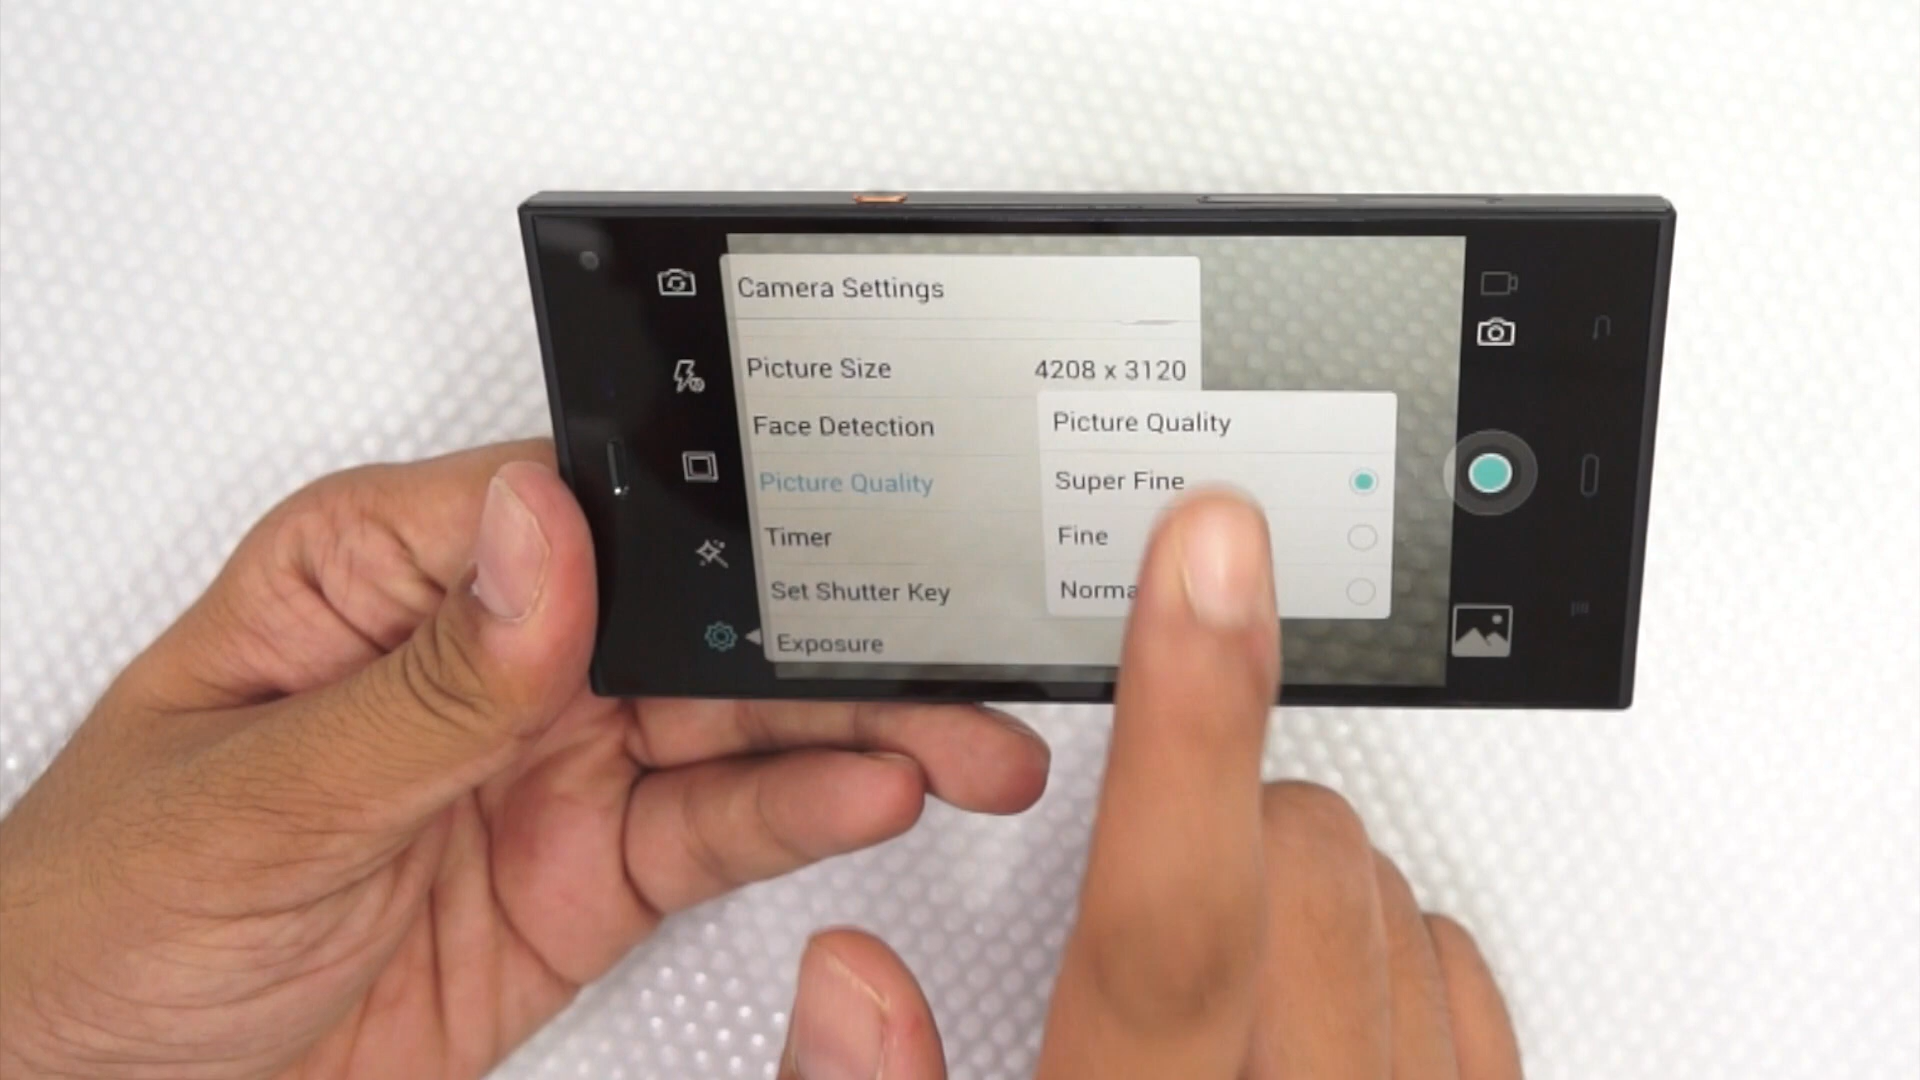 Camera Settings
Picture Size 4208 x 3120
Face Detection
Picture Quality
Timer
Set Shutter Key
Exposure
Picture Quality
Super Fine
Fine